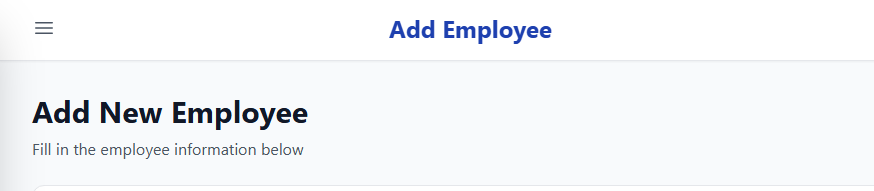 Add Employee
Add New Employee
Fill in the employee information below